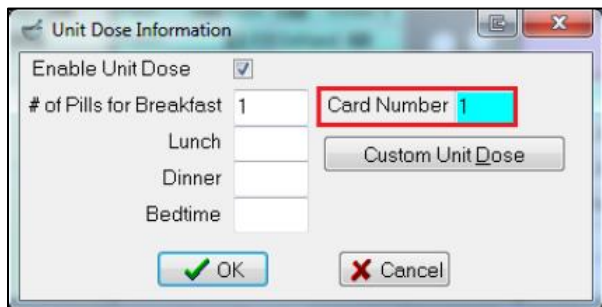 Unit Dose Information
Enable Unit Dose
# of Pills for Breakfast 1 Card Number 1
Lunch
Custom Unit Dose
Dinner
Bedtime
OK Cancel